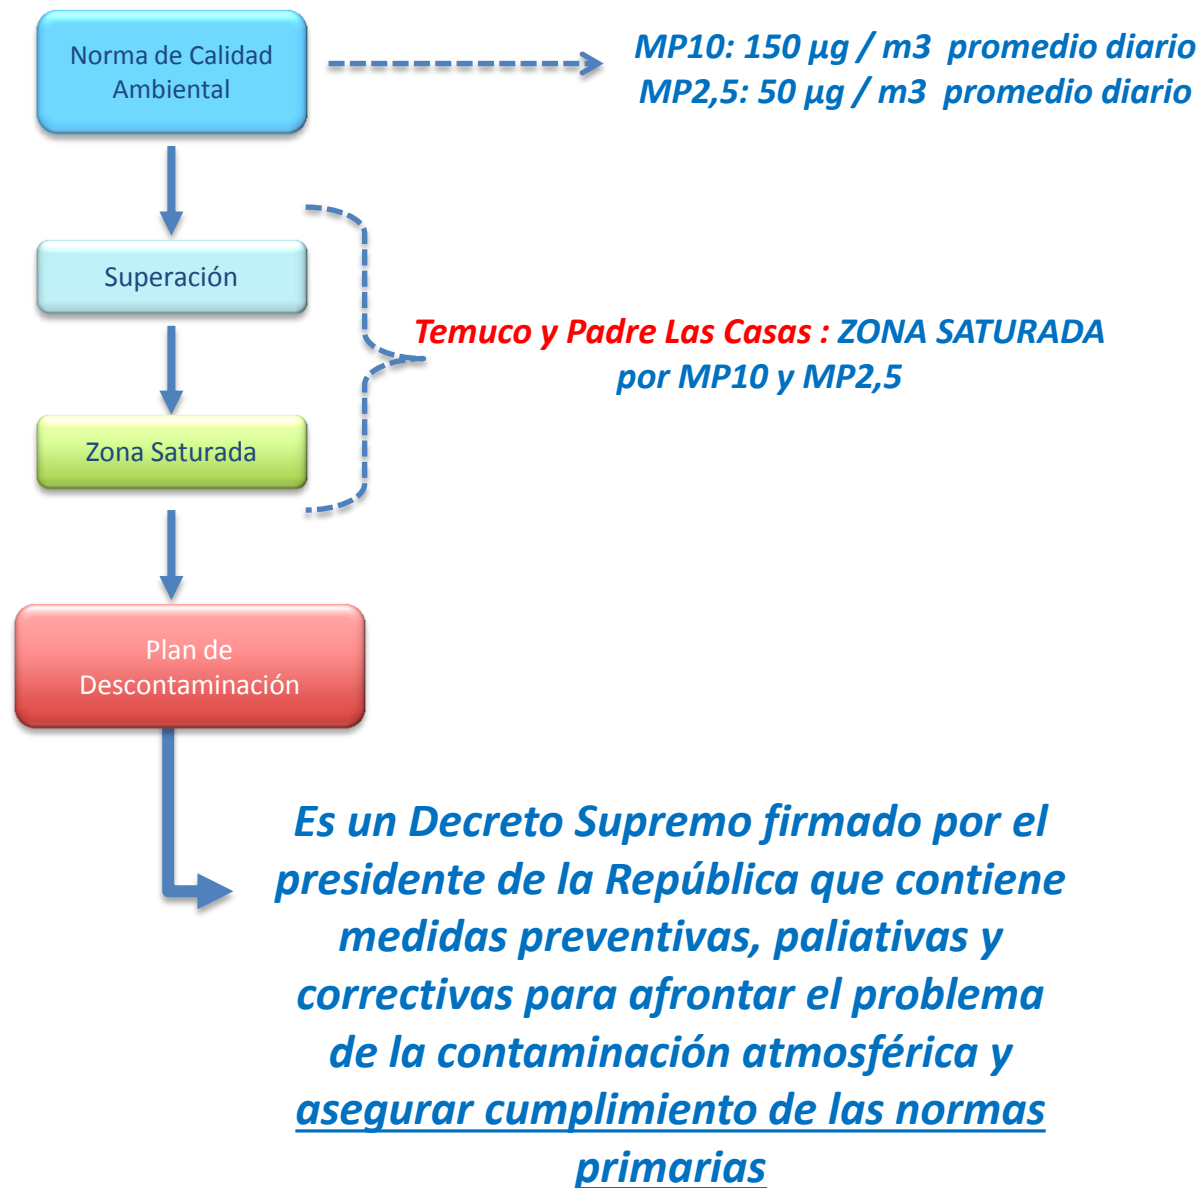 Norma de Calidad
Ambiental
MP10: 150 µg / m3 promedio diario
MP2,5: 50 µg / m3 promedio diario
Superación
Temuco y Padre Las Casas : ZONA SATURADA
por MP10 y MP2,5
Zona Saturada
Plan de
Descontaminación
Es un Decreto Supremo firmado por el
presidente de la República que contiene
medidas preventivas, paliativas y
correctivas para afrontar el problema
de la contaminación atmosférica y
asegurar cumplimiento de las normas
primarias